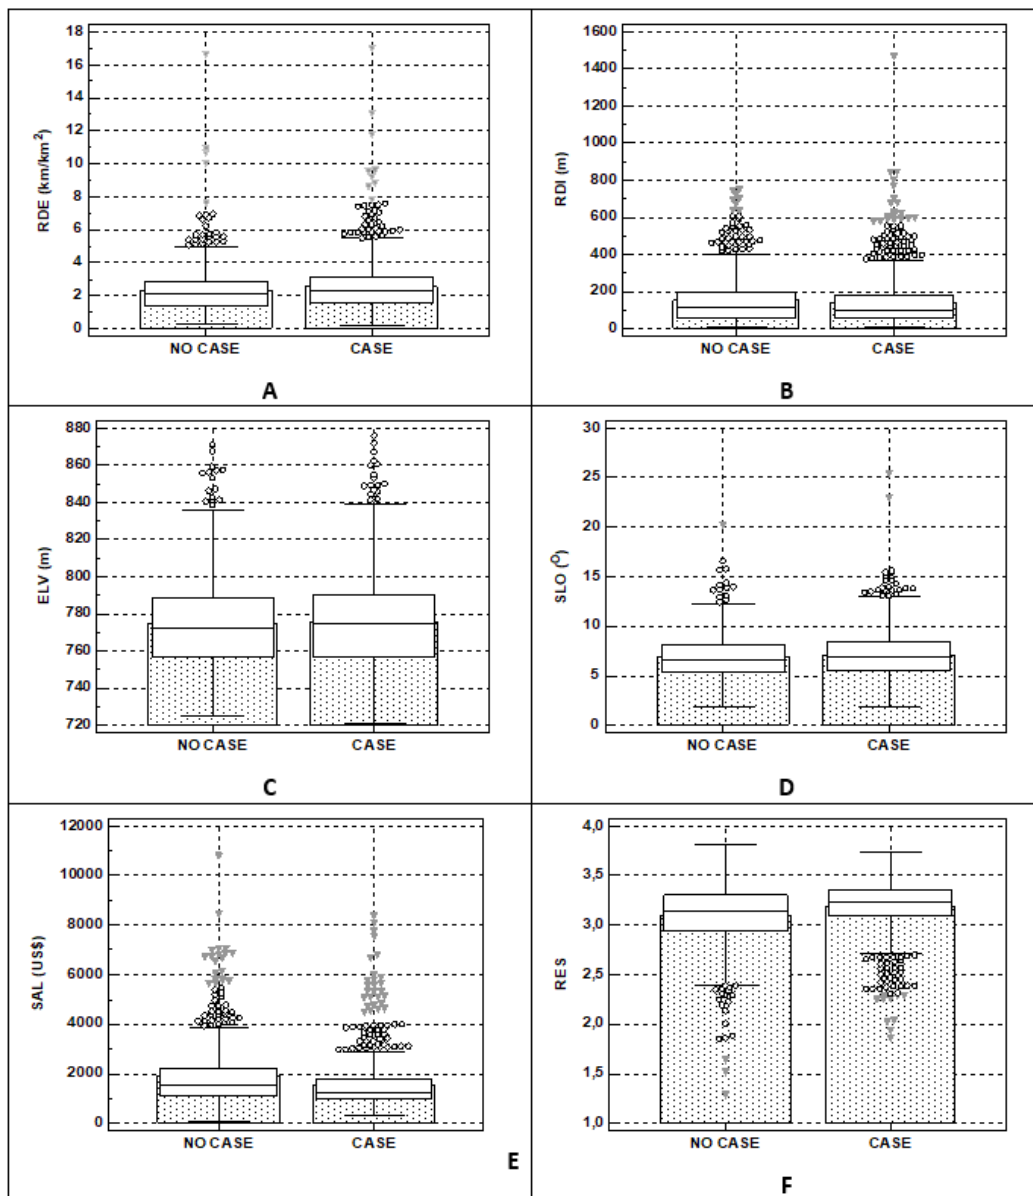 18
16
14
12
10
8
6
4
2
0
RDE (km/km²)
NO CASE CASE
A
1600
1400
1200
1000
800
600
400
200
0
RDI (m)
NO CASE CASE
B
880
860
840
820
800
780
760
740
720
ELV (m)
NO CASE CASE
C
30
25
20
15
10
5
0
SLO (º)
NO CASE CASE
D
12000
10000
8000
6000
4000
2000
0
SAL (US$)
NO CASE CASE
E
4,0
3,5
3,0
2,5
2,0
1,5
1,0
RES
NO CASE CASE
F